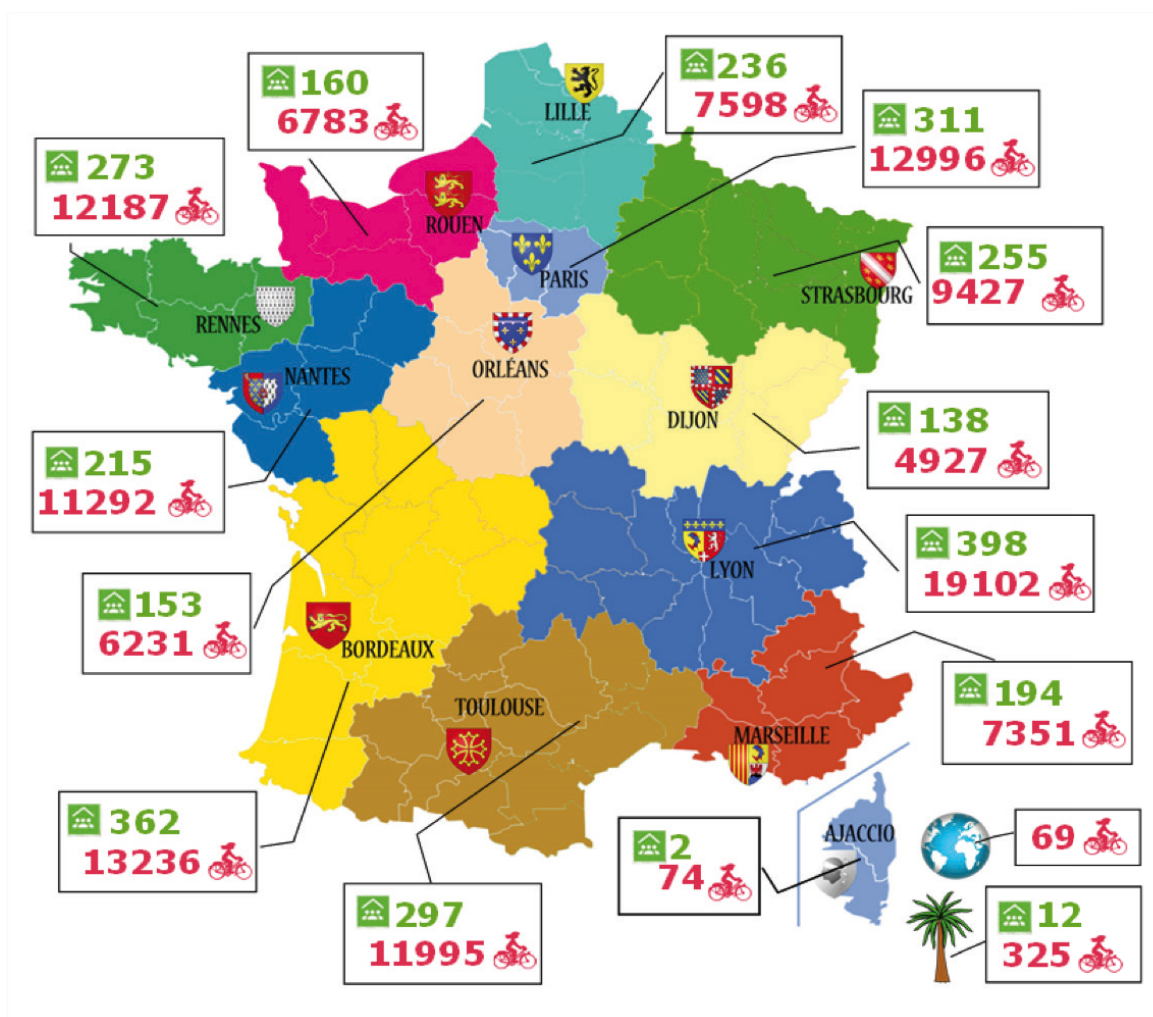 160
6783
236
7598
LILLE
311
12996
273
12187
ROUEN
PARIS
255
9427
STRASBOURG
RENNES
NANTES
ORLÉANS
DIJON
138
4927
215
11292
398
19102
LYON
153
6231
BORDEAUX
TOULOUSE
MARSEILLE
194
7351
362
13236
297
11995
2
74
AJACCIO
69
12
325